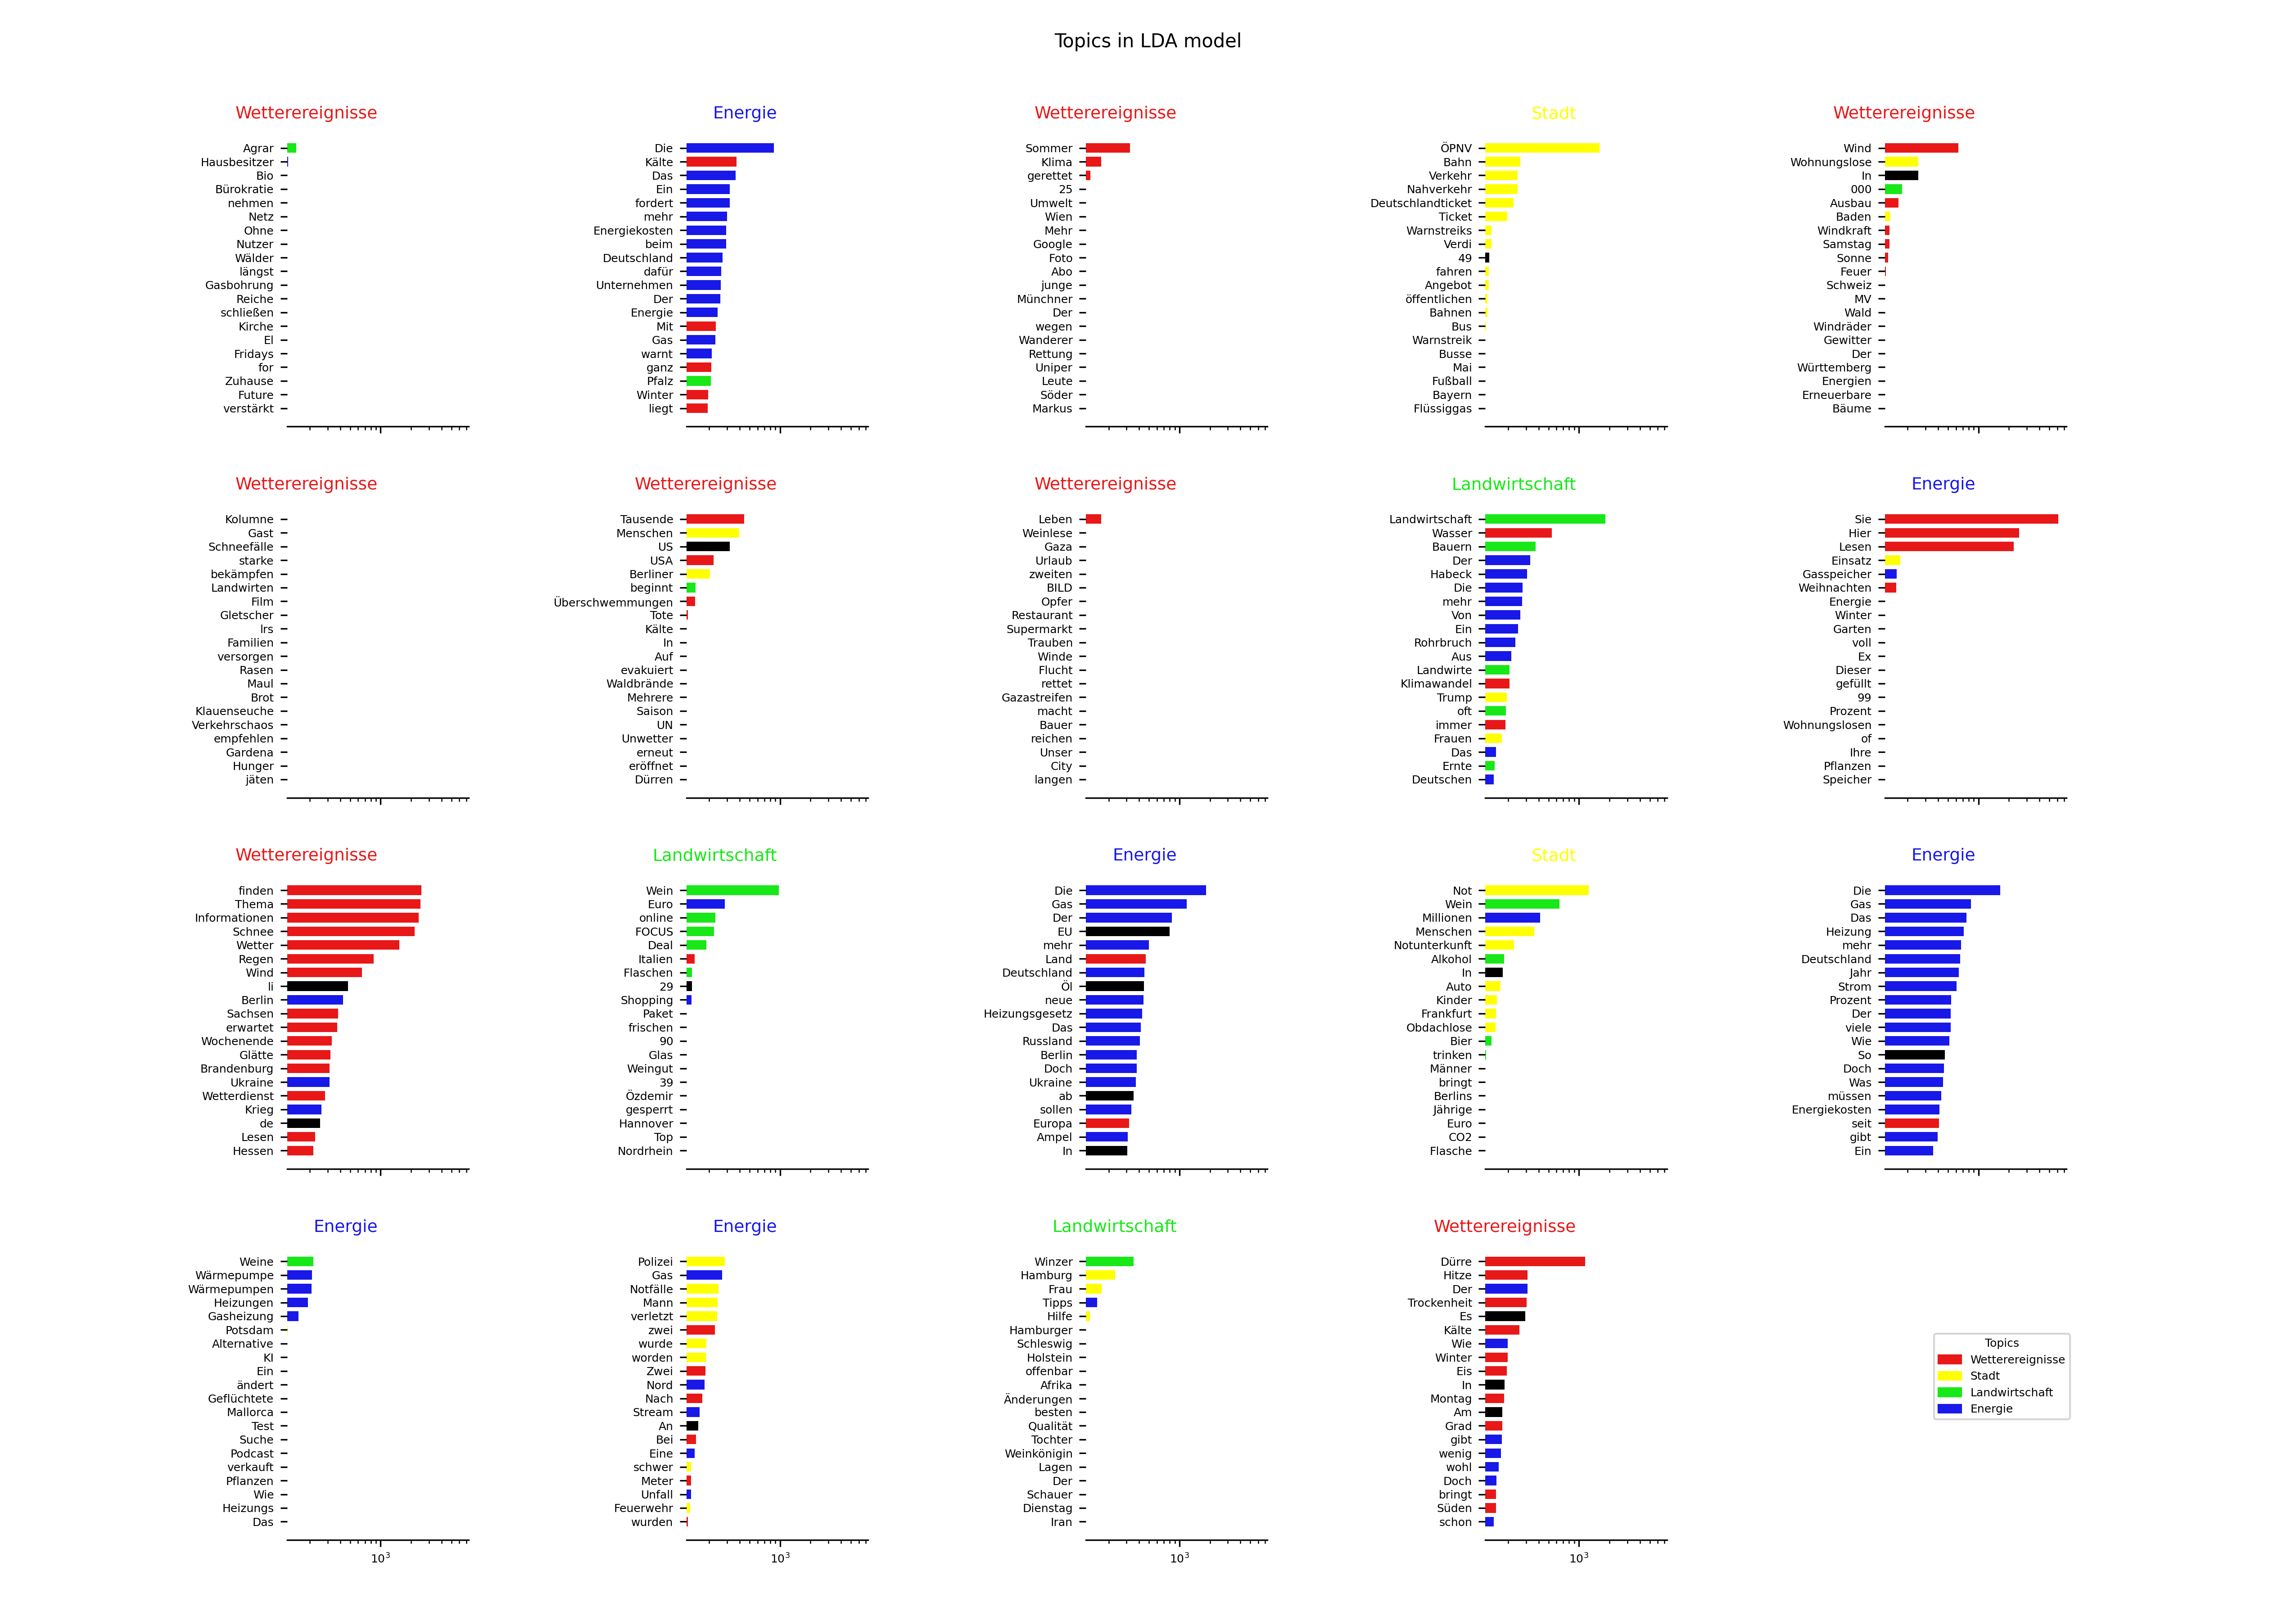 Topics in LDA model
Wetterereignisse
Agrar
Hausbesitzer
Bio
Bürokratie
nehmen
Netz
Ohne
Nutzer
Wälder
längst
Gasbohrung
Reiche
schließen
Kirche
El
Fridays
for
Zuhause
Future
verstärkt
Energie
Die
Kälte
Das
Ein
fordert
mehr
Energiekosten
beim
Deutschland
dafür
Unternehmen
Der
Energie
Mit
Gas
warnt
ganz
Pfalz
Winter
liegt
Wetterereignisse
Sommer
Klima
gerettet
25
Umwelt
Wien
Mehr
Google
Foto
Abo
junge
Münchner
Der
wegen
Wanderer
Rettung
Uniper
Leute
Söder
Markus
Stadt
ÖPNV
Bahn
Verkehr
Nahverkehr
Deutschlandticket
Ticket
Warnstreiks
Verdi
49
fahren
Angebot
öffentlichen
Bahnen
Bus
Warnstreik
Busse
Mai
Fußball
Bayern
Flüssiggas
Wetterereignisse
Wind
Wohnungslose
In
000
Ausbau
Baden
Windkraft
Samstag
Sonne
Feuer
Schweiz
MV
Wald
Windräder
Gewitter
Der
Württemberg
Energien
Erneuerbare
Bäume
Wetterereignisse
Kolumne
Gast
Schneefälle
starke
bekämpfen
Landwirten
Film
Gletscher
lrs
Familien
versorgen
Rasen
Maul
Brot
Klauenseuche
Verkehrschaos
empfehlen
Gardena
Hunger
jäten
Wetterereignisse
Tausende
Menschen
US
USA
Berliner
beginnt
Überschwemmungen
Tote
Kälte
In
Auf
evakuiert
Waldbrände
Mehrere
Saison
UN
Unwetter
erneut
eröffnet
Dürren
Wetterereignisse
Leben
Weinlese
Gaza
Urlaub
zweiten
BILD
Opfer
Restaurant
Supermarkt
Trauben
Winde
Flucht
rettet
Gazastreifen
macht
Bauer
reichen
Unser
City
langen
Landwirtschaft
Landwirtschaft
Wasser
Bauern
Der
Habeck
Die
mehr
Von
Ein
Rohrbruch
Aus
Landwirte
Klimawandel
Trump
oft
immer
Frauen
Das
Ernte
Deutschen
Energie
Sie
Hier
Lesen
Einsatz
Gasspeicher
Weihnachten
Energie
Winter
Garten
voll
Ex
Dieser
gefüllt
99
Prozent
Wohnungslosen
of
Ihre
Pflanzen
Speicher
Wetterereignisse
finden
Thema
Informationen
Schnee
Wetter
Regen
Wind
li
Berlin
Sachsen
erwartet
Wochenende
Glätte
Brandenburg
Ukraine
Wetterdienst
Krieg
de
Lesen
Hessen
Landwirtschaft
Wein
Euro
online
FOCUS
Deal
Italien
Flaschen
29
Shopping
Paket
frischen
90
Glas
Weingut
39
Özdemir
gesperrt
Hannover
Top
Nordrhein
Energie
Die
Gas
Der
EU
mehr
Land
Deutschland
Öl
neue
Heizungsgesetz
Das
Russland
Berlin
Doch
Ukraine
ab
sollen
Europa
Ampel
In
Stadt
Not
Wein
Millionen
Menschen
Notunterkunft
Alkohol
In
Auto
Kinder
Frankfurt
Obdachlose
Bier
trinken
Männer
bringt
Berlins
Jährige
Euro
CO2
Flasche
Energie
Die
Gas
Das
Heizung
mehr
Deutschland
Jahr
Strom
Prozent
Der
viele
Wie
So
Doch
Was
müssen
Energiekosten
seit
gibt
Ein
Energie
Weine
Wärmepumpe
Wärmepumpen
Heizungen
Gasheizung
Potsdam
Alternative
KI
Ein
ändert
Geflüchtete
Mallorca
Test
Suche
Podcast
verkauft
Pflanzen
Wie
Heizungs
Das
10³
Energie
Polizei
Gas
Notfälle
Mann
verletzt
zwei
wurde
worden
Zwei
Nord
Nach
Stream
An
Bei
Eine
schwer
Meter
Unfall
Feuerwehr
wurden
10³
Landwirtschaft
Winzer
Hamburg
Frau
Tipps
Hilfe
Hamburger
Schleswig
Holstein
offenbar
Afrika
Änderungen
besten
Qualität
Tochter
Weinkönigin
Lagen
Der
Schauer
Dienstag
Iran
10³
Wetterereignisse
Dürre
Hitze
Der
Trockenheit
Es
Kälte
Wie
Winter
Eis
In
Montag
Am
Grad
gibt
wenig
wohl
Doch
bringt
Süden
schon
10³
Topics
Wetterereignisse
Stadt
Landwirtschaft
Energie